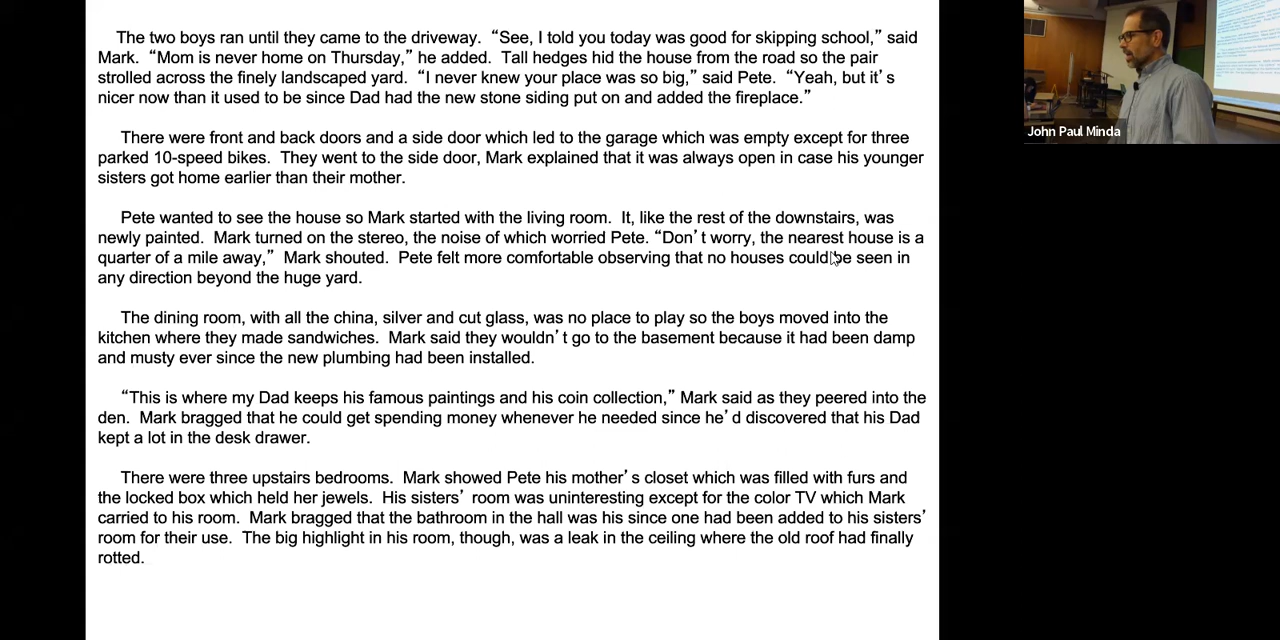 The two boys ran until they came to the driveway. “See, I told you today was good for skipping school,” said
Mark. “Mom is never home on Thursday,” he added. Tall hedges hid the house from the road so the pair
strolled across the finely landscaped yard. “I never knew your place was so big,” said Pete. “Yeah, but it’s
nicer now than it used to be since Dad had the new stone siding put on and added the fireplace.”
There were front and back doors and a side door which led to the garage which was empty except for three
parked 10-speed bikes. They went to the side door, Mark explained that it was always open in case his younger
sisters got home earlier than their mother.
Pete wanted to see the house so Mark started with the living room. It, like the rest of the downstairs, was
newly painted. Mark turned on the stereo, the noise of which worried Pete. “Don’t worry, the nearest house is a
quarter of a mile away,” Mark shouted. Pete felt more comfortable observing that no houses could be seen in
any direction beyond the huge yard.
The dining room, with all the china, silver and cut glass, was no place to play so the boys moved into the
kitchen where they made sandwiches. Mark said they wouldn’t go to the basement because it had been damp
and musty ever since the new plumbing had been installed.
“This is where my Dad keeps his famous paintings and his coin collection,” Mark said as they peered into the
den. Mark bragged that he could get spending money whenever he needed since he’d discovered that his Dad
kept a lot in the desk drawer.
There were three upstairs bedrooms. Mark showed Pete his mother’s closet which was filled with furs and
the locked box which held her jewels. His sisters’ room was uninteresting except for the color TV which Mark
carried to his room. Mark bragged that the bathroom in the hall was his since one had been added to his sisters’
room for their use. The big highlight in his room, though, was a leak in the ceiling where the old roof had finally
rotted.
John Paul Minda